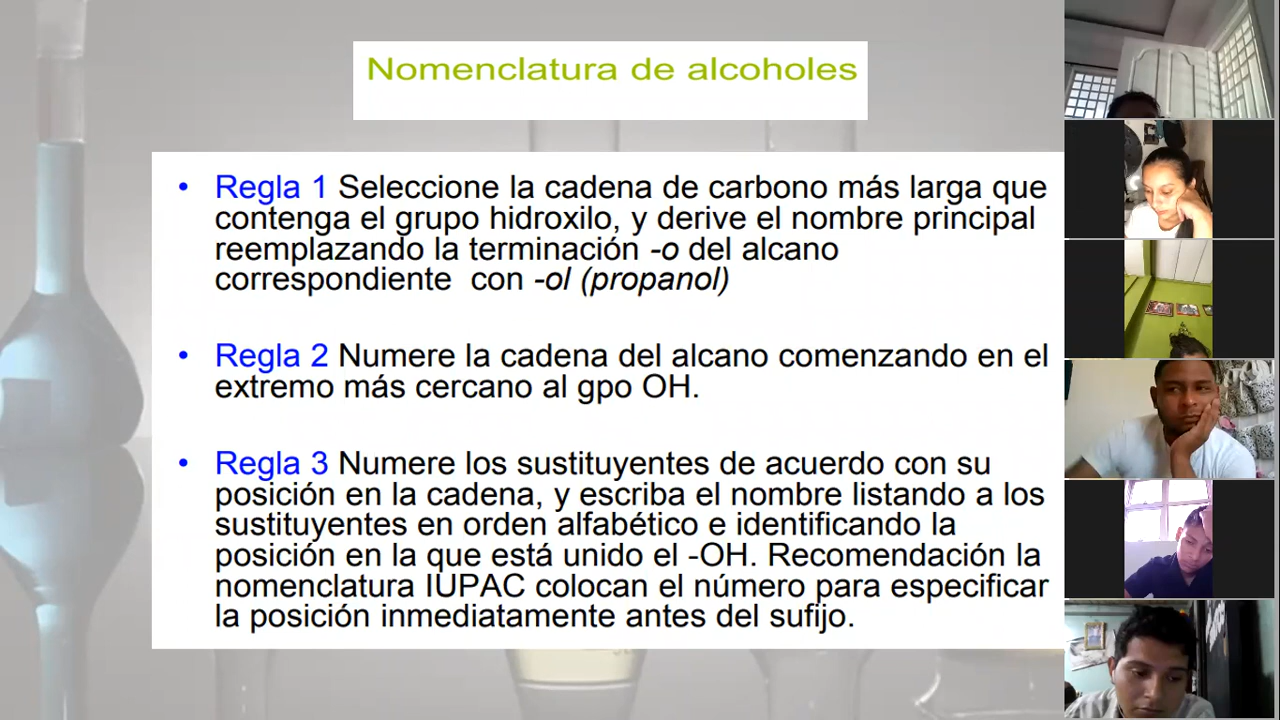 Nomenclatura de alcoholes
• Regla 1 Seleccione la cadena de carbono más larga que
contenga el grupo hidroxilo, y derive el nombre principal
reemplazando la terminación -o del alcano
correspondiente con -ol (propanol)
• Regla 2 Numere la cadena del alcano comenzando en el
extremo más cercano al gpo OH.
• Regla 3 Numere los sustituyentes de acuerdo con su
posición en la cadena, y escriba el nombre listando a los
sustituyentes en orden alfabético e identificando la
posición en la que está unido el -OH. Recomendación la
nomenclatura IUPAC colocan el número para especificar
la posición inmediatamente antes del sufijo.